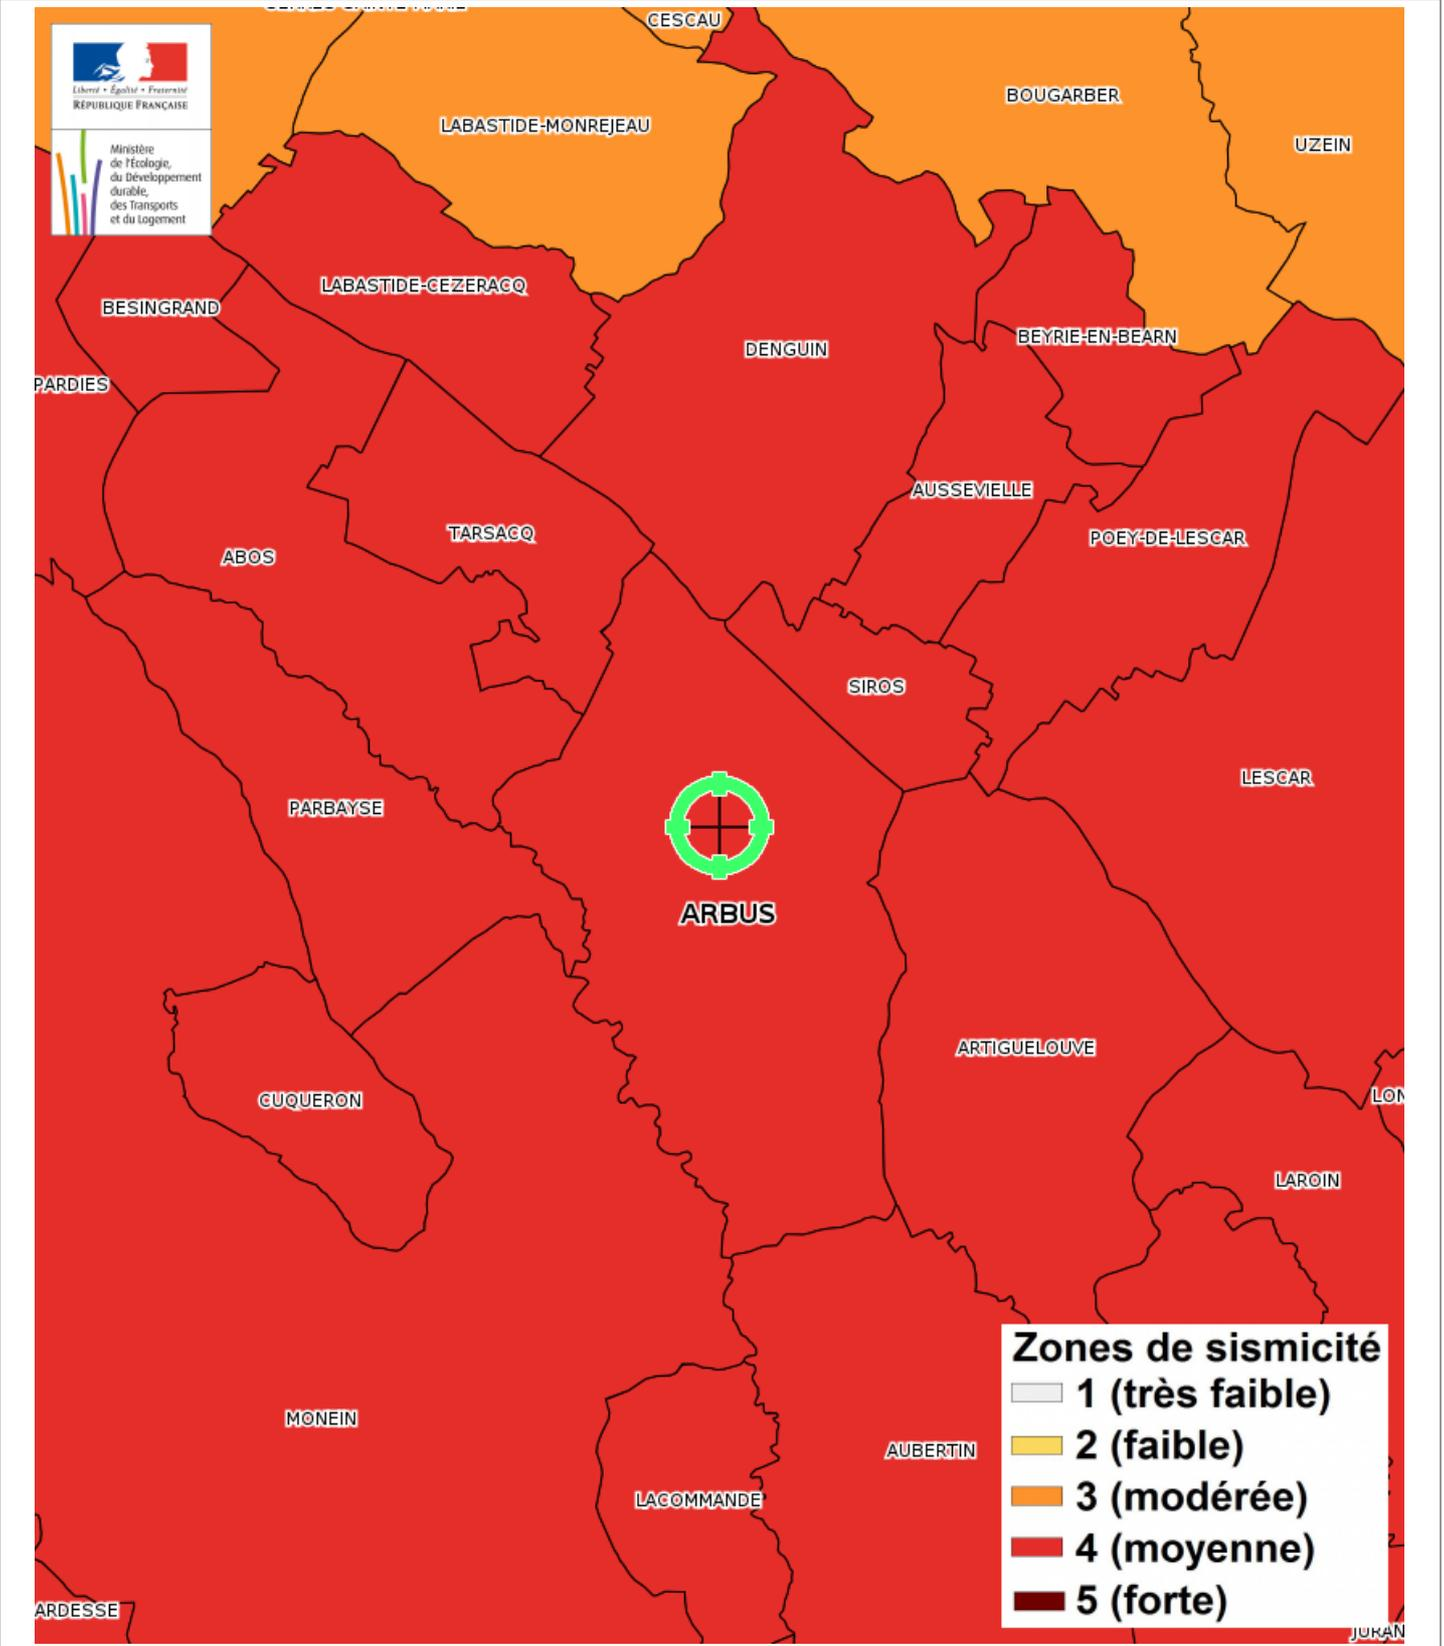 CESCAU
BOUGARBER
LABASTIDE-MONREJEAU
UZEIN
Liberté • Égalité • Fraternité
RÉPUBLIQUE FRANÇAISE
Ministère
de l'Écologie,
du Développement
durable,
des Transports
et du Logement
LABASTIDE-CEZERACQ
BESINGRAND
BEYRIE-EN-BEARN
DENGUIN
PARDIES
AUSSEVIELLE
TARSACQ
POEY-DE-LESCAR
ABOS
SIROS
LESCAR
PARBAYSE
ARBUS
ARTIGUELOUVE
LON
CUQUERON
LAROIN
MONEIN
AUBERTIN
LACOMMANDE
ARDESSE
Zones de sismicité
1 (très faible)
2 (faible)
3 (modérée)
4 (moyenne)
5 (forte)
JURAN